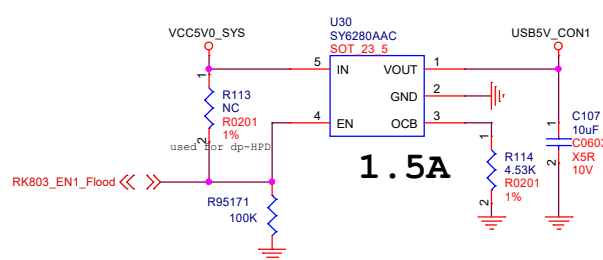 VCC5V0_SYS
U30
SY6280AAC
SOT_23_5
USB5V_CON1
5 IN VOUT 1
GND 2
4 EN OCB 3
1
R113
NC
R0201
1%
2
used for dp-HPD
RK803_EN1_Flood
R95171
100K
1.5A
1
R114
4.53K
R0201
1%
2
1
C107
10uF
C0603
X5R
10V
2